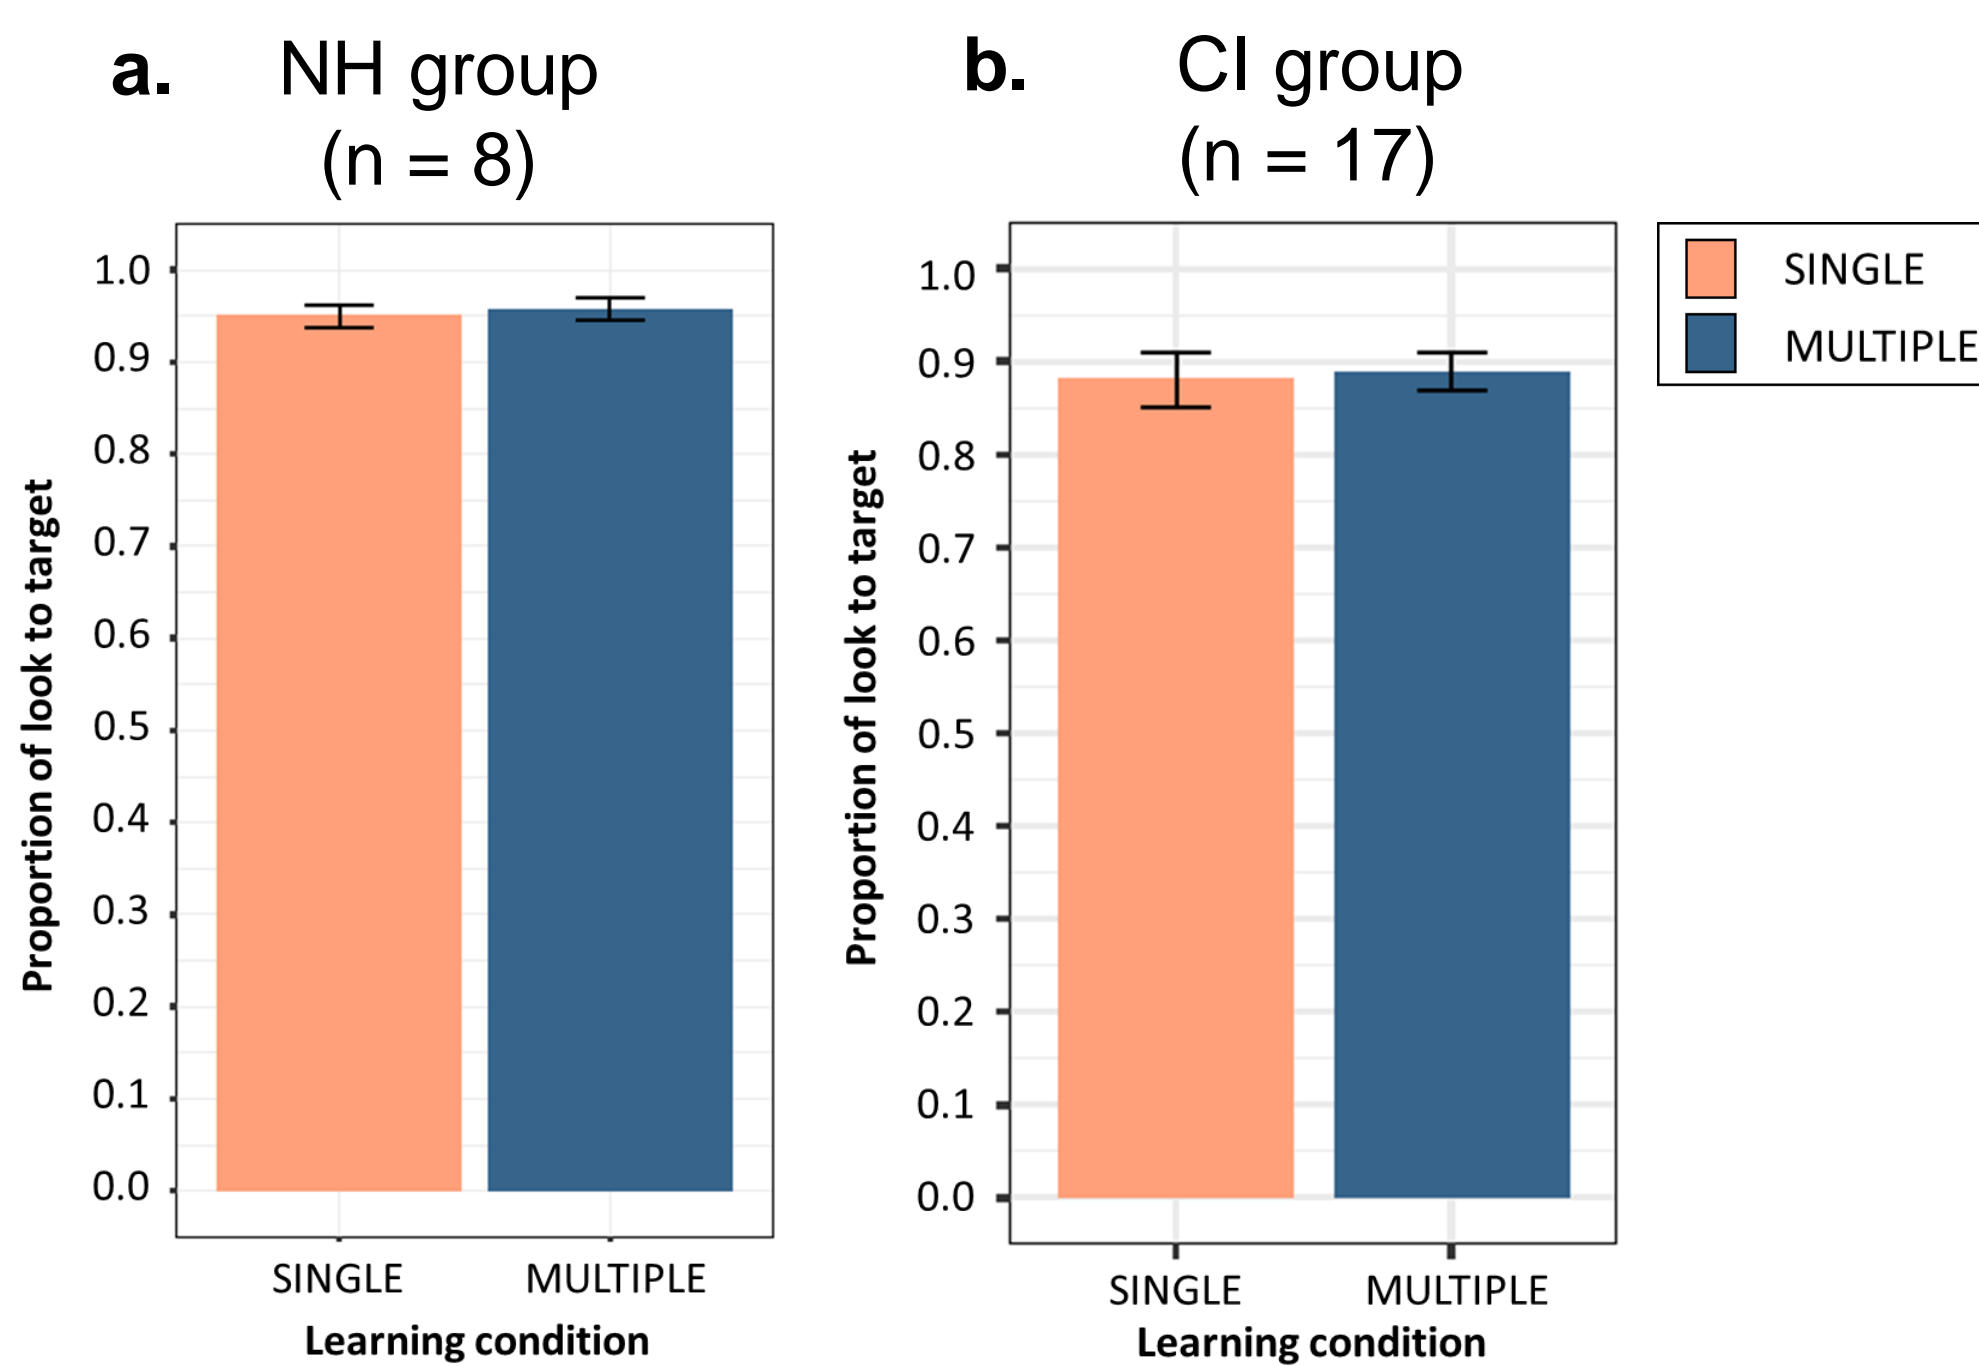 a. NH group
(n = 8)
1.0
0.9
0.8
0.7
0.6
0.5
0.4
0.3
0.2
0.1
0.0
Proportion of look to target
SINGLE MULTIPLE
Learning condition
b. CI group
(n = 17)
1.0
0.9
0.8
0.7
0.6
0.5
0.4
0.3
0.2
0.1
0.0
Proportion of look to target
SINGLE MULTIPLE
Learning condition
SINGLE
MULTIPLE